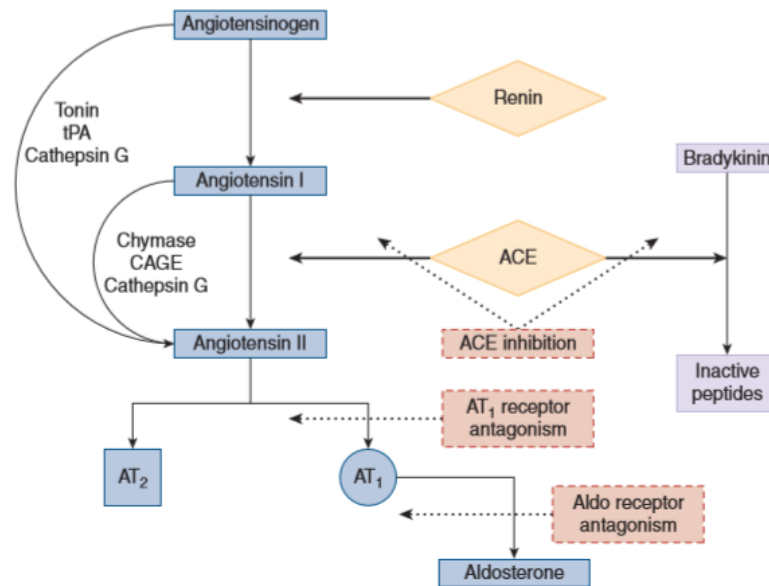 Angiotensinogen
Tonin
tPA
Cathepsin G
Renin
Bradykinin
Angiotensin I
Chymase
CAGE
Cathepsin G
ACE
Angiotensin II
ACE inhibition
Inactive
peptides
AT₁ receptor
antagonism
AT₂
AT₁
Aldo receptor
antagonism
Aldosterone